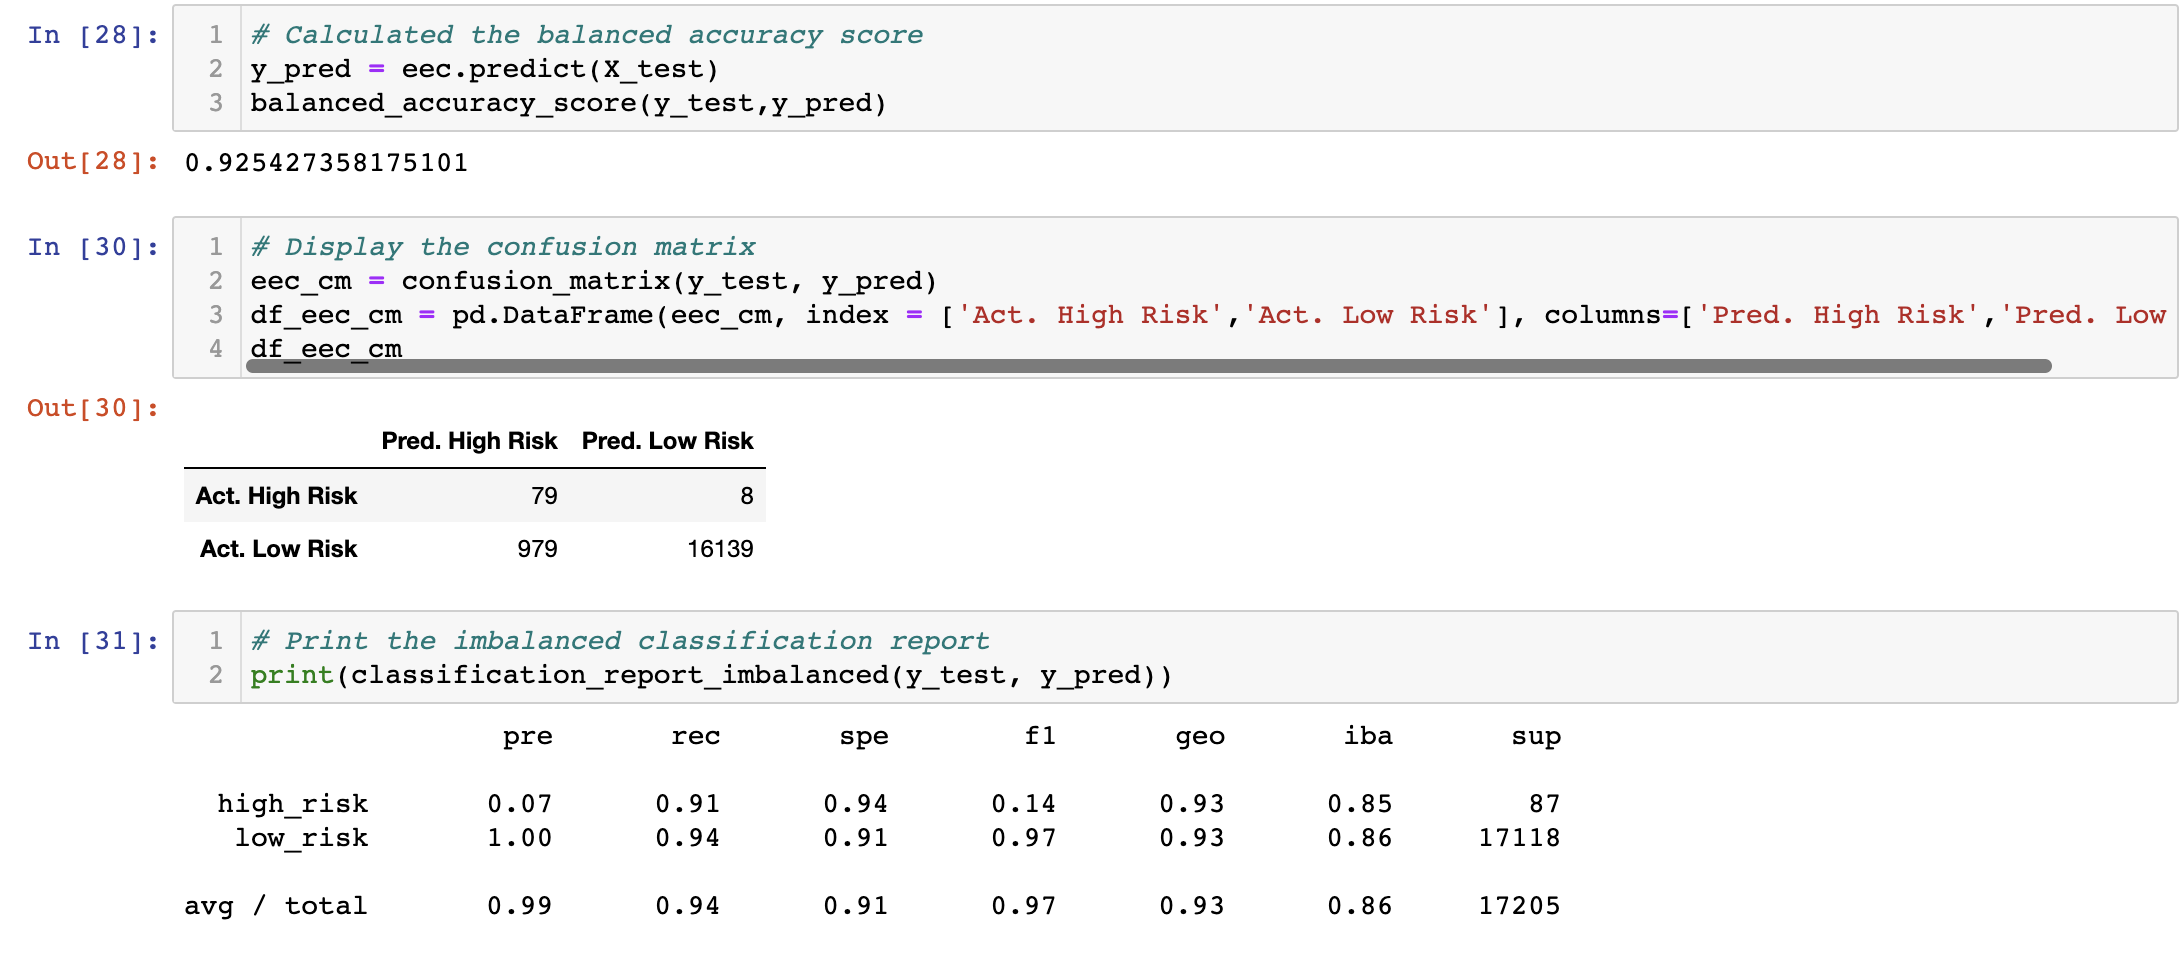 In [28]:
1 # Calculated the balanced accuracy score
2 y_pred = eec.predict(X_test)
3 balanced_accuracy_score(y_test,y_pred)
Out[28]: 0.925427358175101
In [30]:
1 # Display the confusion matrix
2 eec_cm = confusion_matrix(y_test, y_pred)
3 df_eec_cm = pd.DataFrame(eec_cm, index = ['Act. High Risk','Act. Low Risk'], columns=['Pred. High Risk','Pred. Low
4 df_eec_cm
Out[30]:
Pred. High Risk Pred. Low Risk
Act. High Risk 79 8
Act. Low Risk 979 16139
In [31]:
1 # Print the imbalanced classification report
2 print(classification_report_imbalanced(y_test, y_pred))
pre rec spe f1 geo iba sup
high_risk 0.07 0.91 0.94 0.14 0.93 0.85 87
low_risk 1.00 0.94 0.91 0.97 0.93 0.86 17118
avg / total 0.99 0.94 0.91 0.97 0.93 0.86 17205